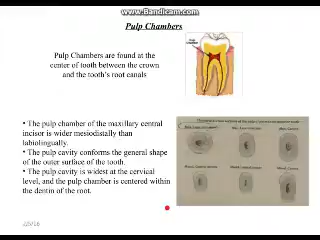 www.Bandicam.com
Pulp Chambers
Pulp Chambers are found at the
center of tooth between the crown
and the tooth's root canals
• The pulp chamber of the maxillary central
incisor is wider mesiodistally than
labiolingually.
• The pulp cavity conforms the general shape
of the outer surface of the tooth.
• The pulp cavity is widest at the cervical
level, and the pulp chamber is centered within
the dentin of the root.